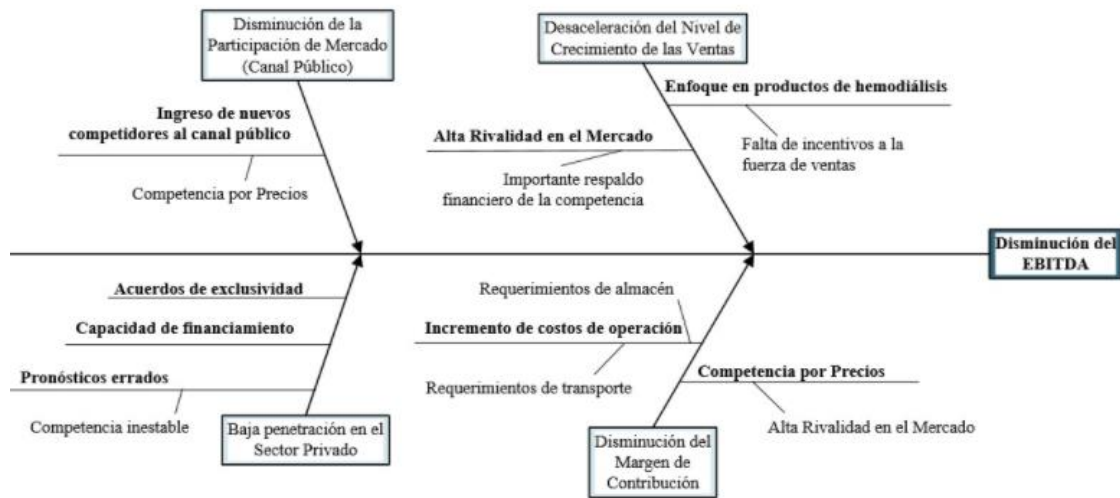 Disminución de la
Participación de Mercado
(Canal Público)
Ingreso de nuevos
competidores al canal público
Competencia por Precios
Desaceleración del Nivel de
Crecimiento de las Ventas
Enfoque en productos de hemodiálisis
Falta de incentivos a la
fuerza de ventas
Alta Rivalidad en el Mercado
Importante respaldo
financiero de la competencia
Disminución del
EBITDA
Acuerdos de exclusividad
Capacidad de financiamiento
Pronósticos errados
Competencia inestable
Baja penetración en el
Sector Privado
Requerimientos de almacén
Incremento de costos de operación
Requerimientos de transporte
Competencia por Precios
Alta Rivalidad en el Mercado
Disminución del
Margen de
Contribución